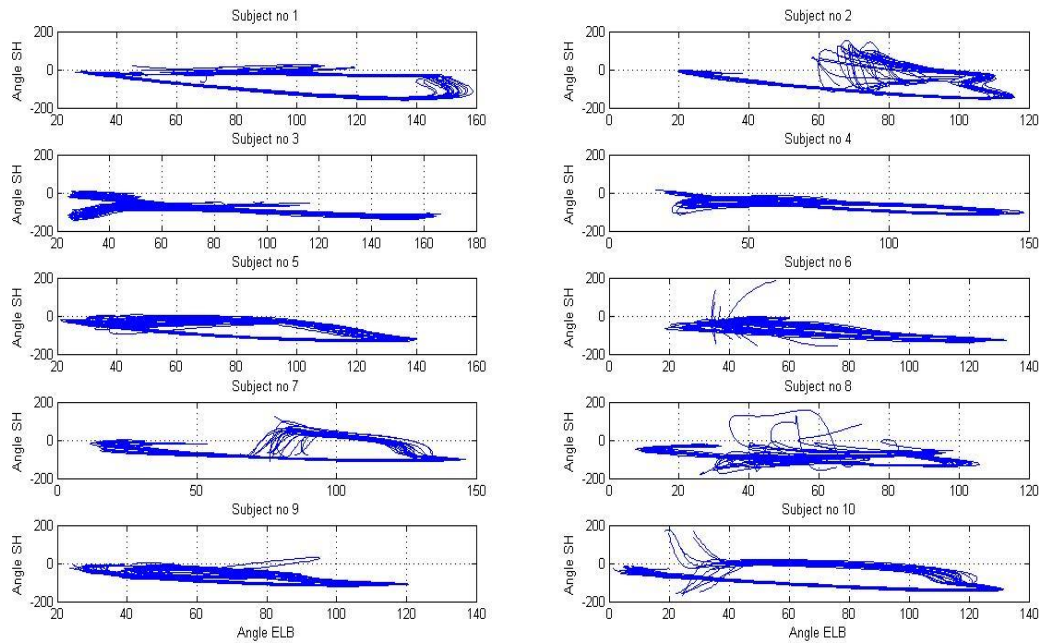 Subject no 1
Subject no 2
200
0
-200
Angle SH
20 40 60 80 100 120 140 160
200
0
-200
Angle SH
0 20 40 60 80 100 120
Subject no 3
Subject no 4
200
0
-200
Angle SH
20 40 60 80 100 120 140 160 180
200
0
-200
Angle SH
0 50 100 150
Subject no 5
Subject no 6
200
0
-200
Angle SH
20 40 60 80 100 120 140 160
200
0
-200
Angle SH
0 20 40 60 80 100 120 140
Subject no 7
Subject no 8
200
0
-200
Angle SH
0 50 100 150
200
0
-200
Angle SH
0 20 40 60 80 100 120
Subject no 9
Subject no 10
200
0
-200
Angle SH
20 40 60 80 100 120 140
Angle ELB
200
0
-200
Angle SH
0 20 40 60 80 100 120 140
Angle ELB